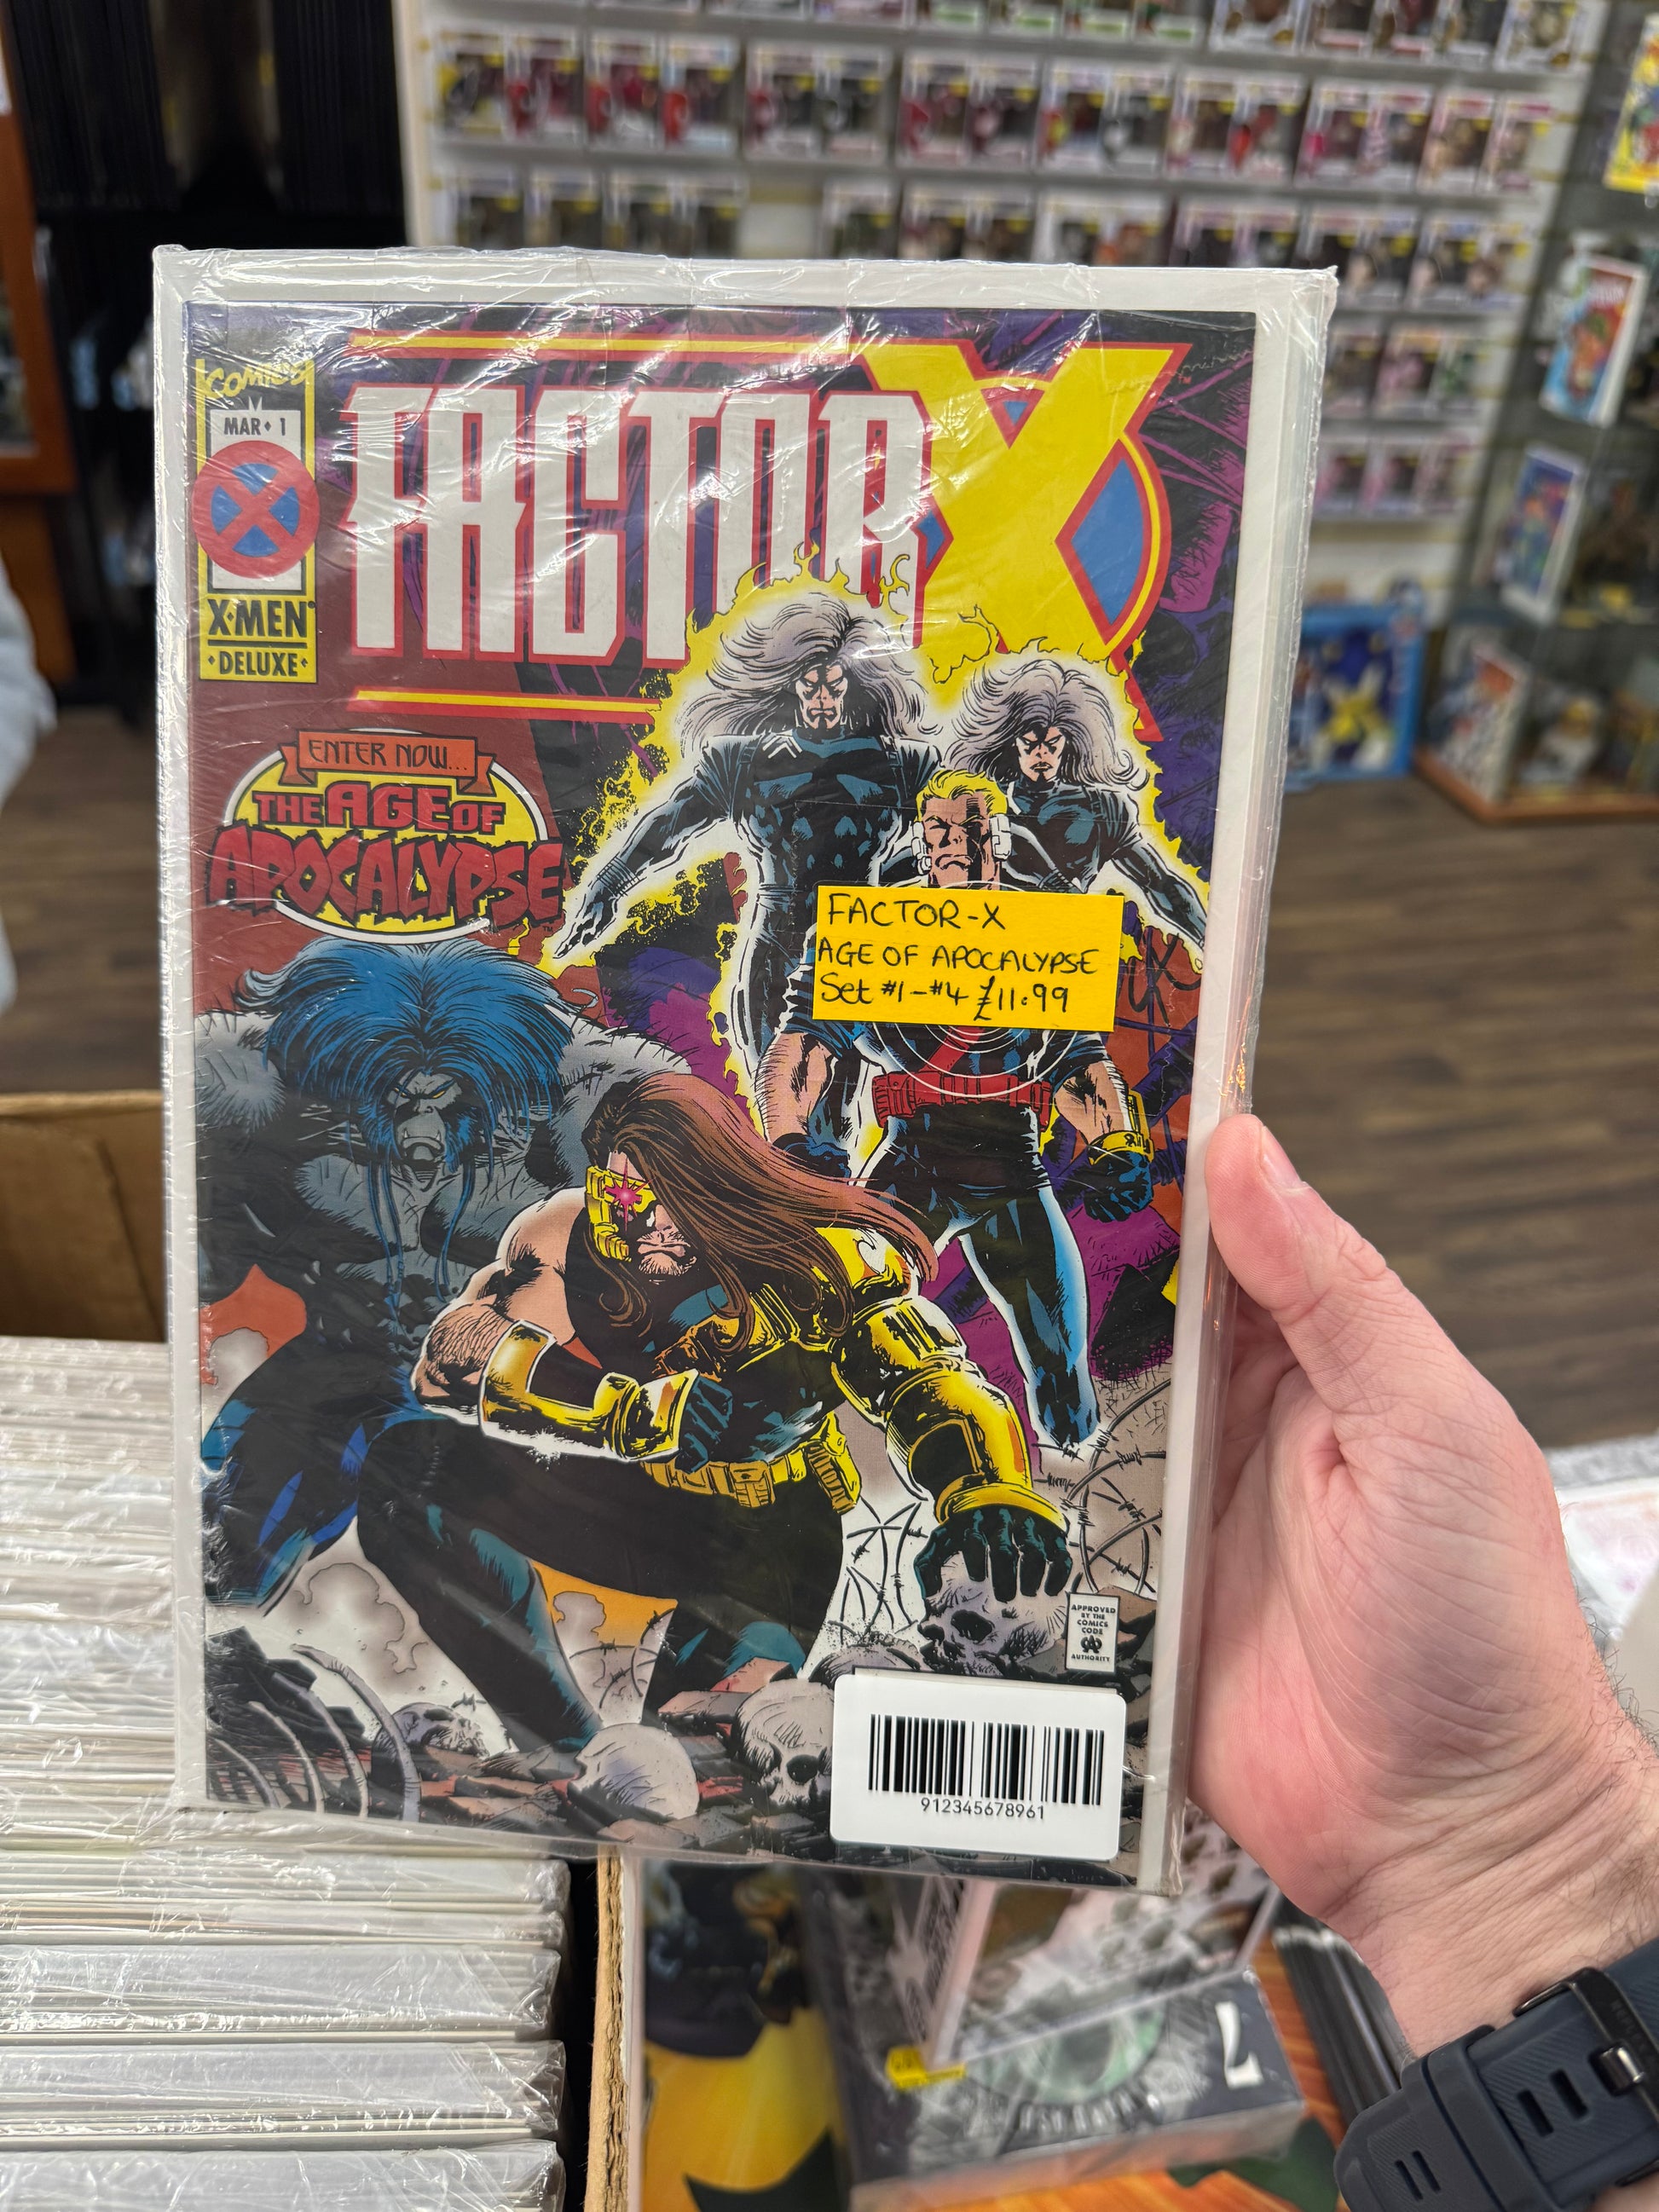 COMICS
MAR • 1
X•MEN
•DELUXE•
FACTOR X
ENTER NOW...
THE AGE OF
APOCALYPSE
FACTOR-X
AGE OF APOCALYPSE
Set #1-#4 £11.99
APPROVED
BY THE
COMICS
CODE
AUTHORITY
912345678961